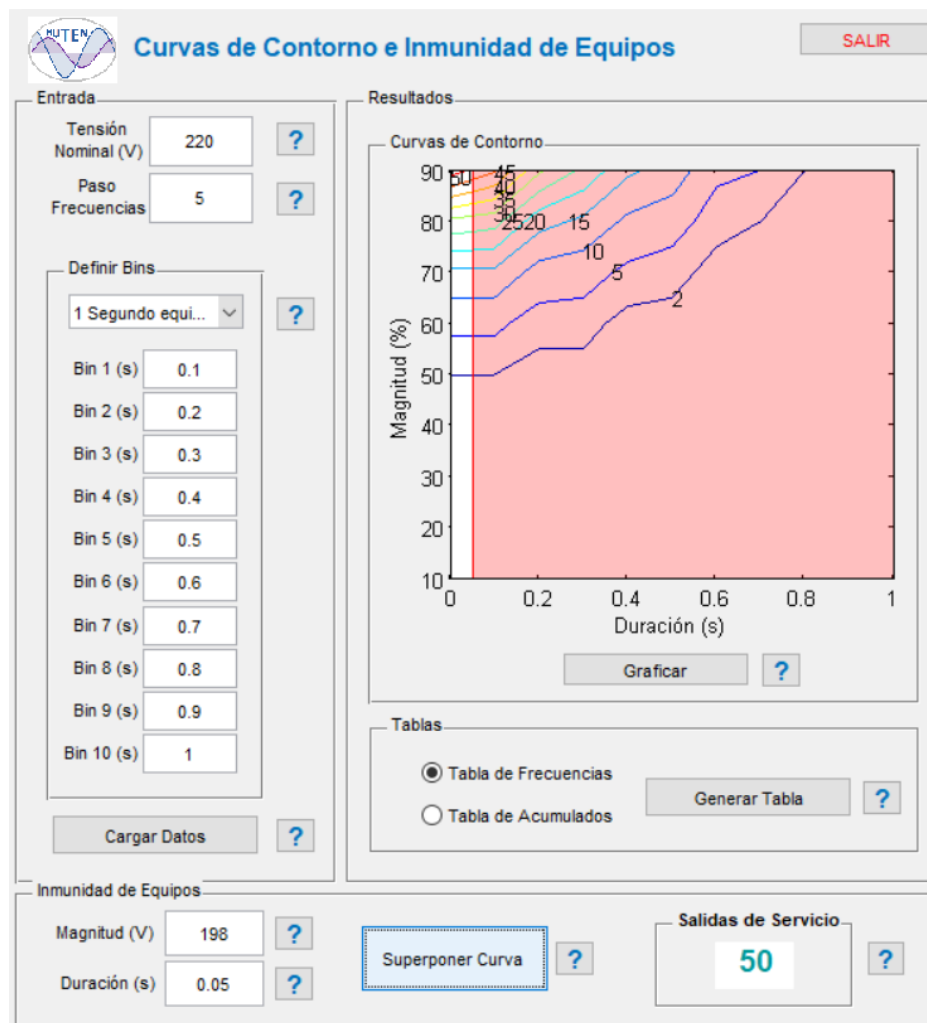 MUTEN
Curvas de Contorno e Inmunidad de Equipos
SALIR
Entrada
Tensión
Nominal (V)
220
?
Paso
Frecuencias
5
?
Definir Bins
1 Segundo equi...
?
Bin 1 (s)
0.1
Bin 2 (s)
0.2
Bin 3 (s)
0.3
Bin 4 (s)
0.4
Bin 5 (s)
0.5
Bin 6 (s)
0.6
Bin 7 (s)
0.7
Bin 8 (s)
0.8
Bin 9 (s)
0.9
Bin 10 (s)
1
Cargar Datos
?
Resultados
Curvas de Contorno
Magnitud (%)
90
80
70
60
50
40
30
20
10
50
45
40
35
30
25
20
15
10
5
2
0
0.2
0.4
0.6
0.8
1
Duración (s)
Graficar
?
Tablas
Tabla de Frecuencias
Tabla de Acumulados
Generar Tabla
?
Inmunidad de Equipos
Magnitud (V)
198
?
Duración (s)
0.05
?
Superponer Curva
?
Salidas de Servicio
50
?